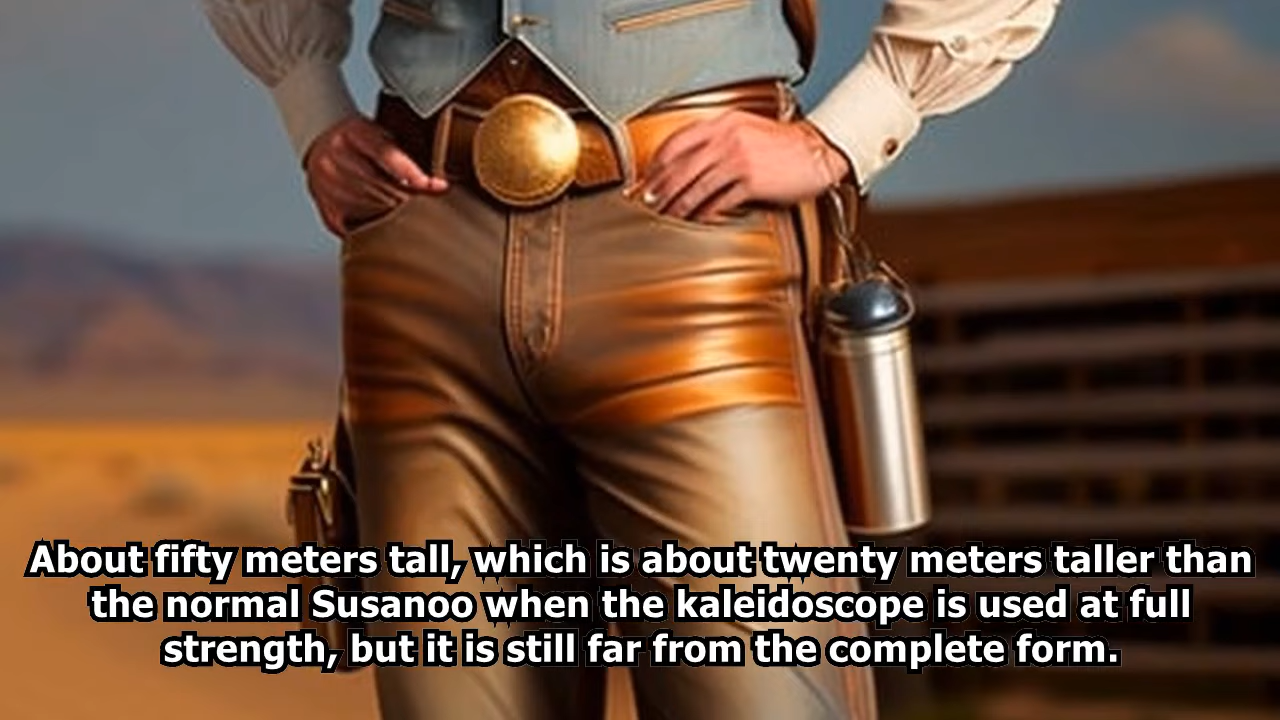 About fifty meters tall, which is about twenty meters taller than
the normal Susanoo when the kaleidoscope is used at full
strength, but it is still far from the complete form.